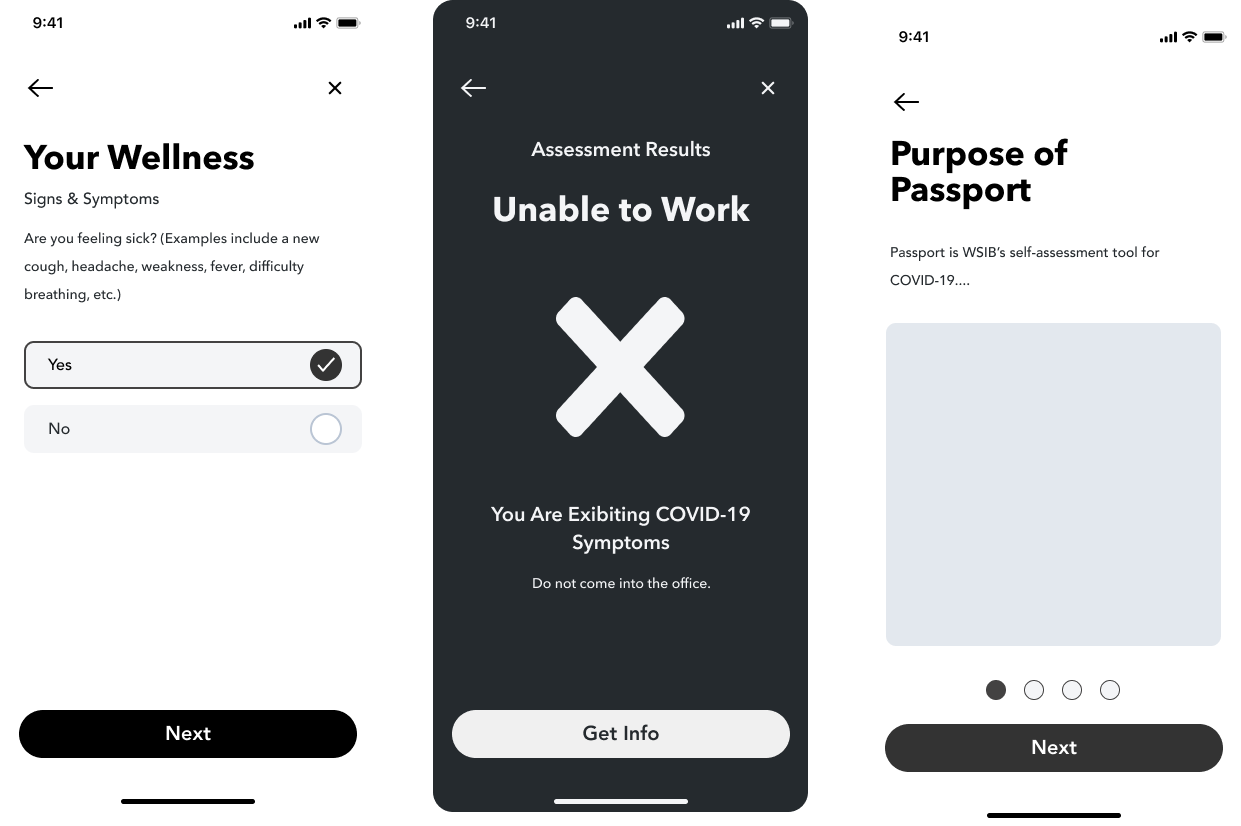 9:41
Your Wellness
Signs & Symptoms
Are you feeling sick? (Examples include a new
cough, headache, weakness, fever, difficulty
breathing, etc.)
Yes
No
Next
9:41
Assessment Results
Unable to Work
You Are Exibiting COVID-19
Symptoms
Do not come into the office.
Get Info
9:41
Purpose of
Passport
Passport is WSIB’s self-assessment tool for
COVID-19....
Next